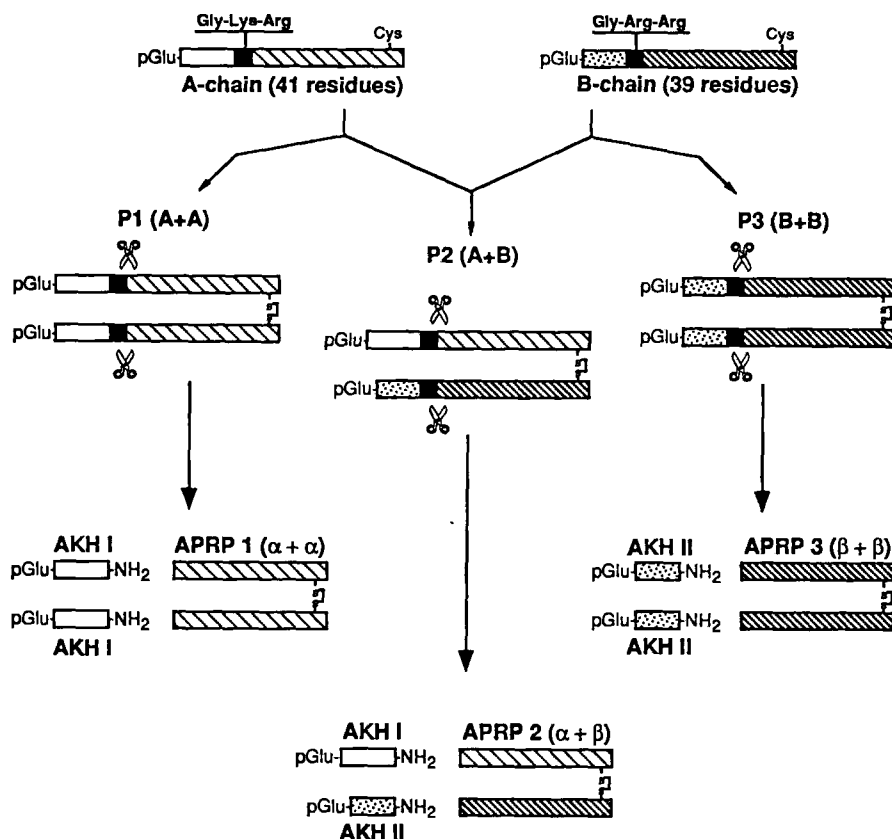 Gly-Lys-Arg
Cys
pGlu
A-chain (41 residues)
Gly-Arg-Arg
Cys
pGlu
B-chain (39 residues)
P1 (A+A)
pGlu
pGlu
P2 (A+B)
pGlu
pGlu
P3 (B+B)
pGlu
pGlu
AKH I
APRP 1 (α + α)
pGlu -NH2
pGlu -NH2
AKH I
AKH II
APRP 3 (β + β)
pGlu -NH2
pGlu -NH2
AKH II
AKH I
APRP 2 (α + β)
pGlu -NH2
pGlu -NH2
AKH II